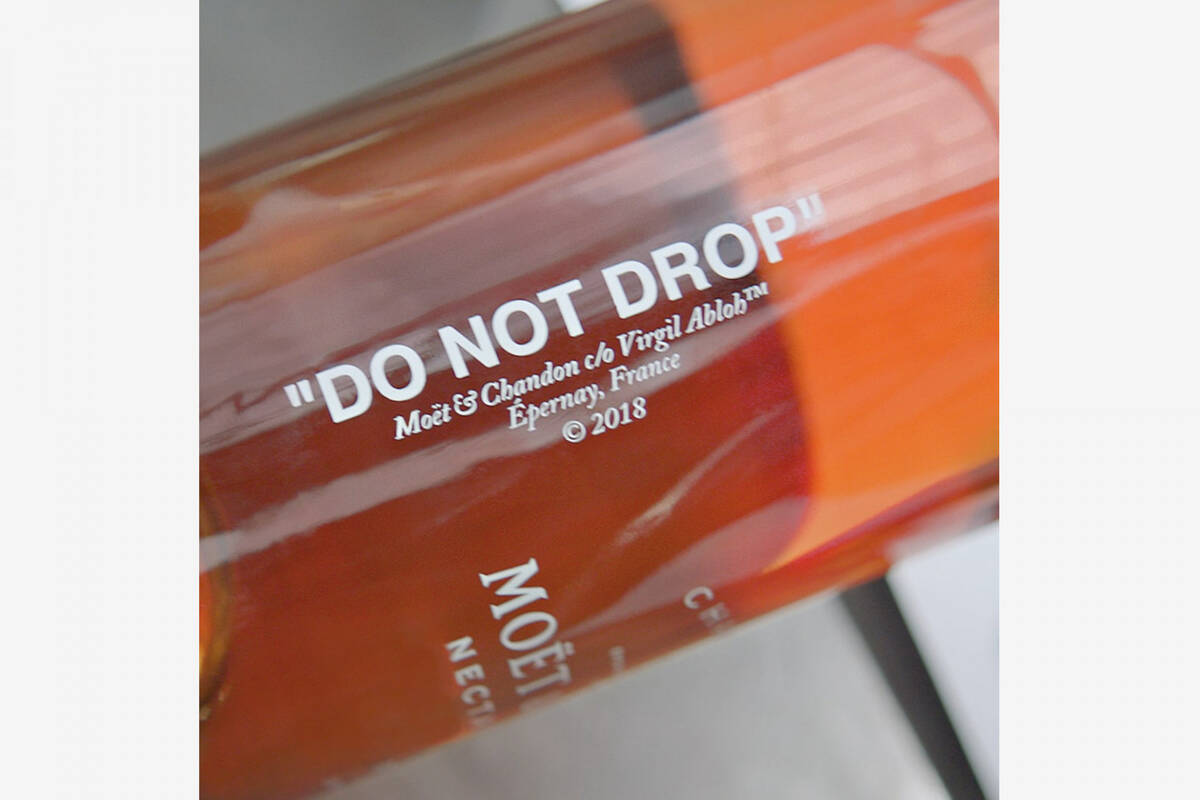 "DO NOT DROP"
Moët & Chandon c/o Virgil Abloh™
Épernay, France
© 2018
MOËT